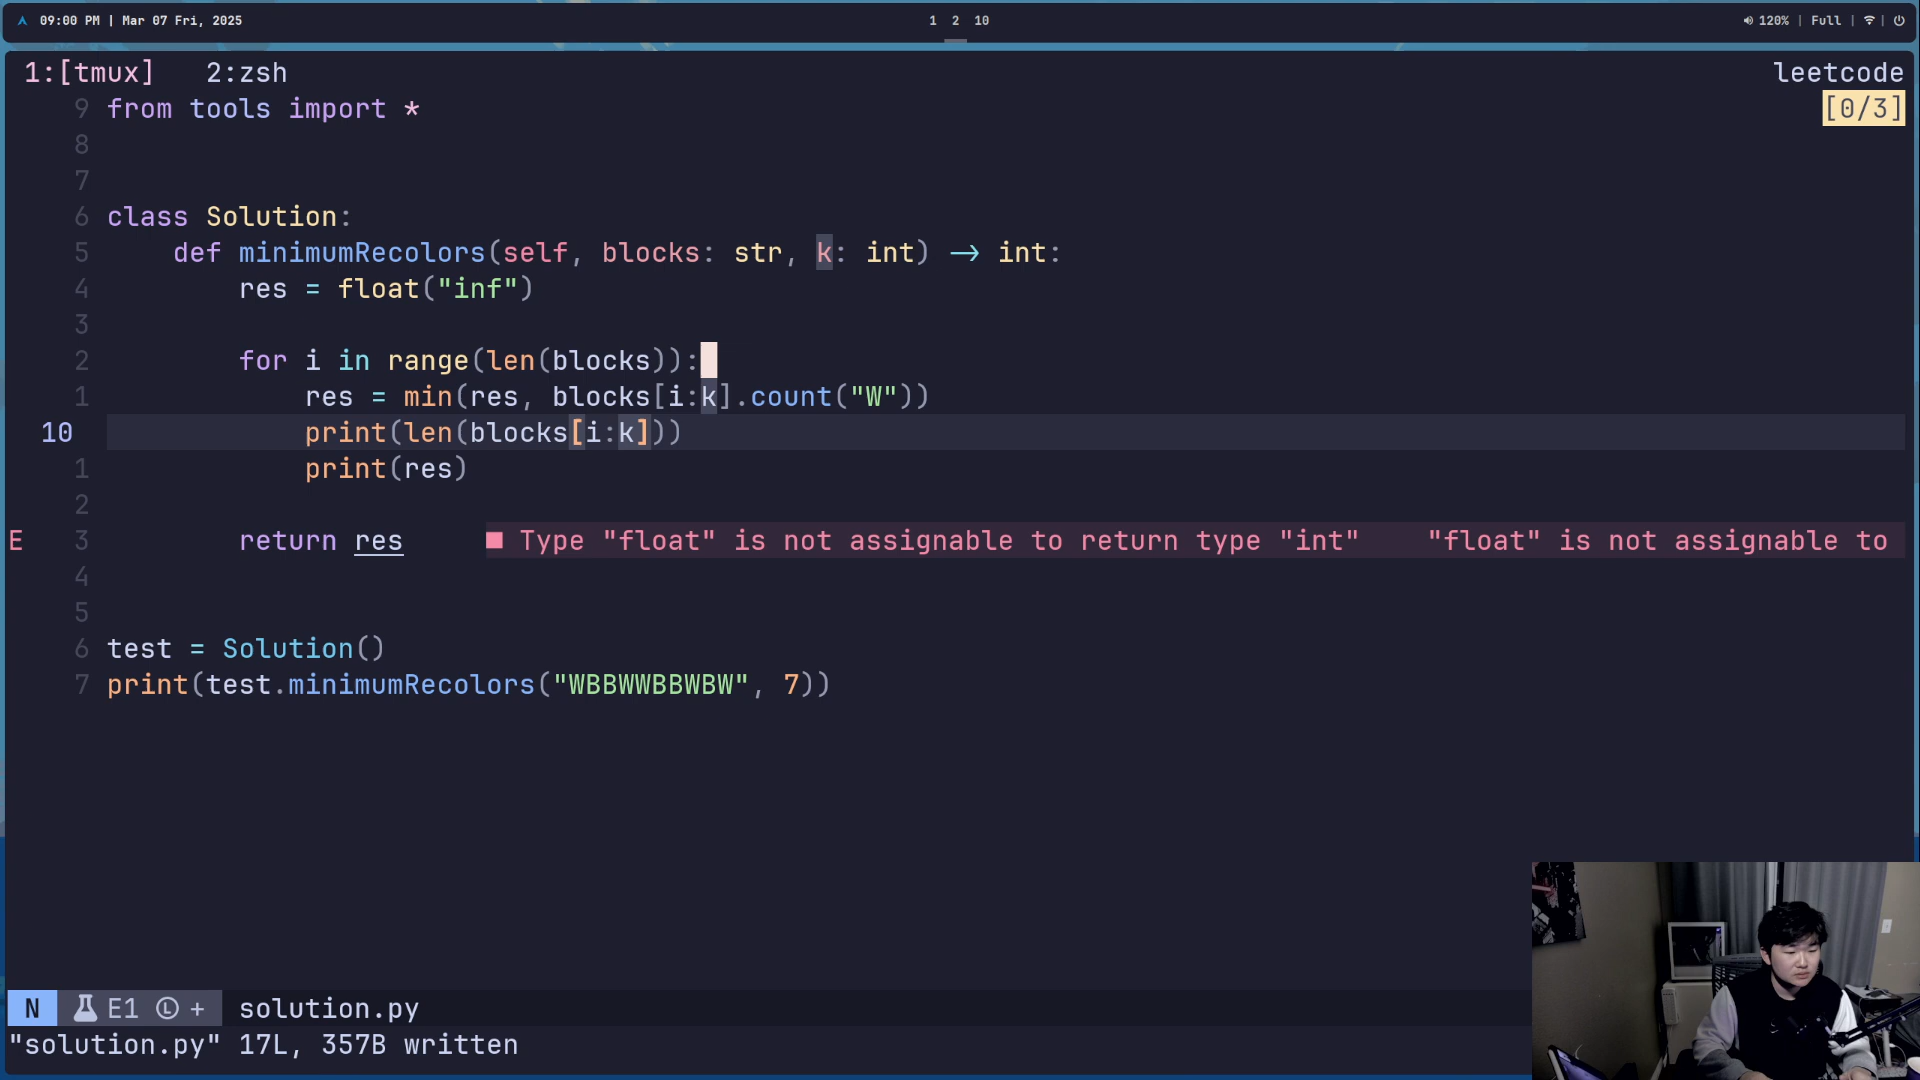 09:00 PM | Mar 07 Fri, 2025 1 2 10 120% | Full
1:[tmux] 2:zsh leetcode
9 from tools import * [0/3]
8
7
6 class Solution:
5 def minimumRecolors(self, blocks: str, k: int) -> int:
4 res = float("inf")
3
2 for i in range(len(blocks)):
1 res = min(res, blocks[i:k].count("W"))
10 print(len(blocks[i:k]))
1 print(res)
2
E 3 return res ■ Type "float" is not assignable to return type "int" "float" is not assignable to
4
5
6 test = Solution()
7 print(test.minimumRecolors("WBBWWBBWBW", 7))
N E1 L + solution.py
"solution.py" 17L, 357B written